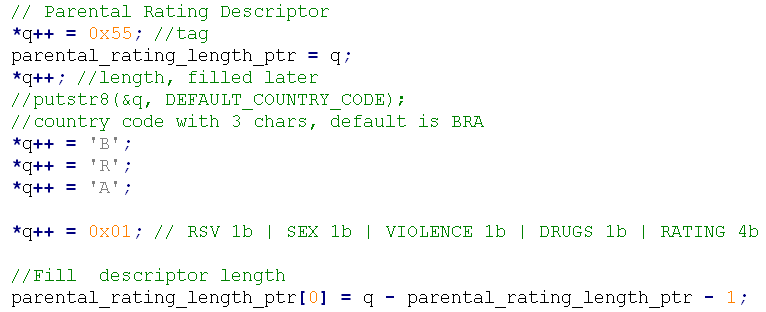 // Parental Rating Descriptor
*q++ = 0x55; //tag
parental_rating_length_ptr = q;
*q++; //length, filled later
//putstr8(&q, DEFAULT_COUNTRY_CODE);
//country code with 3 chars, default is BRA
*q++ = 'B';
*q++ = 'R';
*q++ = 'A';
*q++ = 0x01; // RSV 1b | SEX 1b | VIOLENCE 1b | DRUGS 1b | RATING 4b
//Fill  descriptor length
parental_rating_length_ptr[0] = q - parental_rating_length_ptr - 1;